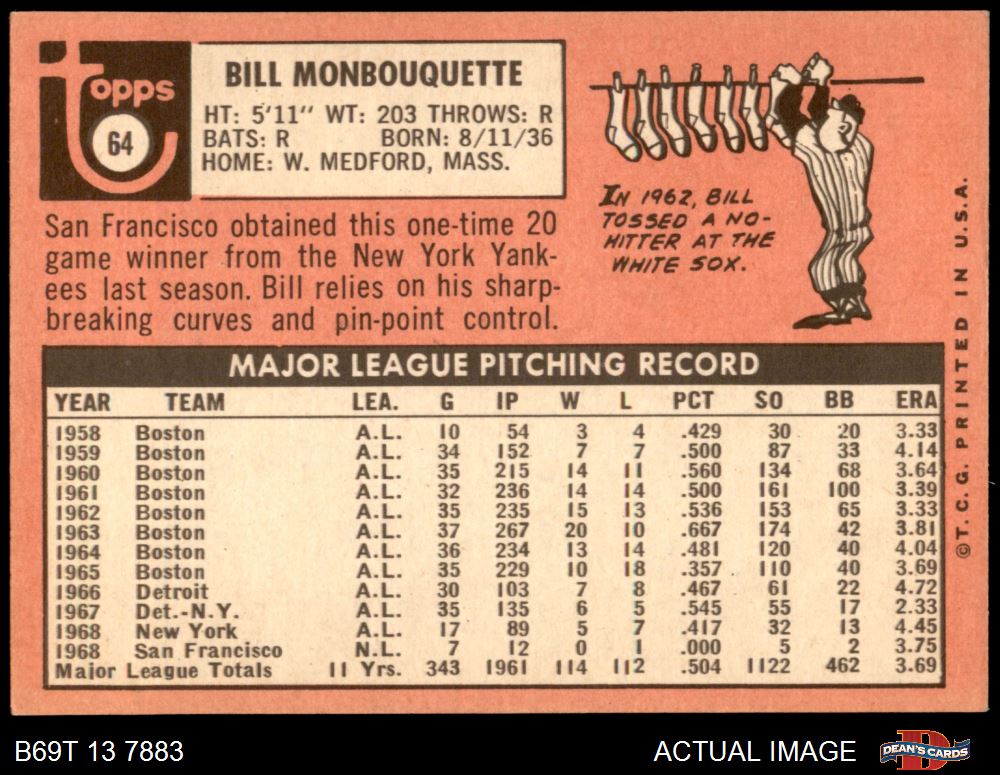 Topps
64
BILL MONBOUQUETTE
HT: 5'11" WT: 203 THROWS: R
BATS: R BORN: 8/11/36
HOME: W. MEDFORD, MASS.
San Francisco obtained this one-time 20
game winner from the New York Yank-
ees last season. Bill relies on his sharp-
breaking curves and pin-point control.
IN 1962, BILL
TOSSED A NO-
HITTER AT THE
WHITE SOX.
MAJOR LEAGUE PITCHING RECORD
YEAR TEAM LEA. G IP W L PCT SO BB ERA
1958 Boston A.L. 10 54 3 4 .429 30 20 3.33
1959 Boston A.L. 34 152 7 7 .500 87 33 4.14
1960 Boston A.L. 35 215 14 11 .560 134 68 3.64
1961 Boston A.L. 32 236 14 14 .500 161 100 3.39
1962 Boston A.L. 35 235 15 13 .536 153 65 3.33
1963 Boston A.L. 37 267 20 10 .667 174 42 3.81
1964 Boston A.L. 36 234 13 14 .481 120 40 4.04
1965 Boston A.L. 35 229 10 18 .357 110 40 3.69
1966 Detroit A.L. 30 103 7 8 .467 61 22 4.72
1967 Det.-N.Y. A.L. 35 135 6 5 .545 55 17 2.33
1968 New York A.L. 17 89 5 7 .417 32 13 4.45
1968 San Francisco N.L. 7 12 0 1 .000 5 2 3.75
Major League Totals 11 Yrs. 343 1961 114 112 .504 1122 462 3.69
©T.C.G. PRINTED IN U.S.A.
B69T 13 7883
ACTUAL IMAGE
D
DEAN'S CARDS